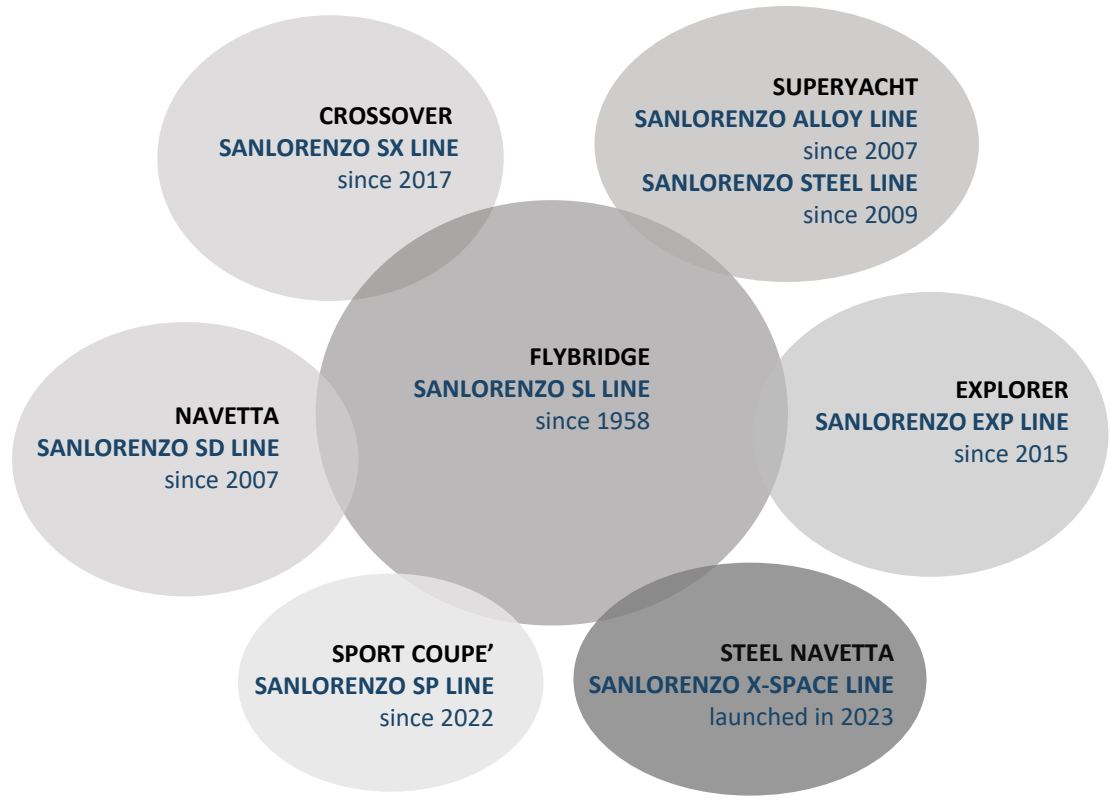 CROSSOVER
SANLORENZO SX LINE
since 2017
SUPERYACHT
SANLORENZO ALLOY LINE
since 2007
SANLORENZO STEEL LINE
since 2009
FLYBRIDGE
SANLORENZO SL LINE
since 1958
EXPLORER
SANLORENZO EXP LINE
since 2015
NAVETTA
SANLORENZO SD LINE
since 2007
SPORT COUPE’
SANLORENZO SP LINE
since 2022
STEEL NAVETTA
SANLORENZO X-SPACE LINE
launched in 2023